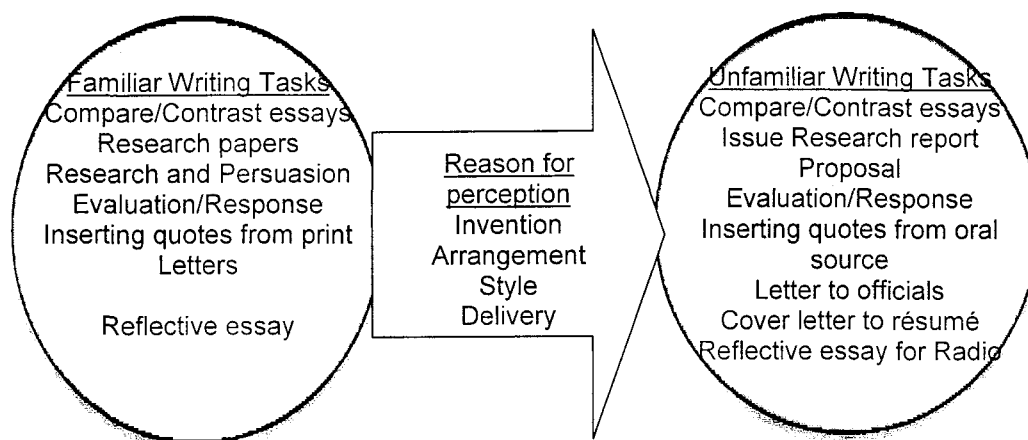 Familiar Writing Tasks
Compare/Contrast essays
Research papers
Research and Persuasion
Evaluation/Response
Inserting quotes from print
Letters
Reflective essay
Reason for
perception
Invention
Arrangement
Style
Delivery
Unfamiliar Writing Tasks
Compare/Contrast essays
Issue Research report
Proposal
Evaluation/Response
Inserting quotes from oral
source
Letter to officials
Cover letter to résumé
Reflective essay for Radio